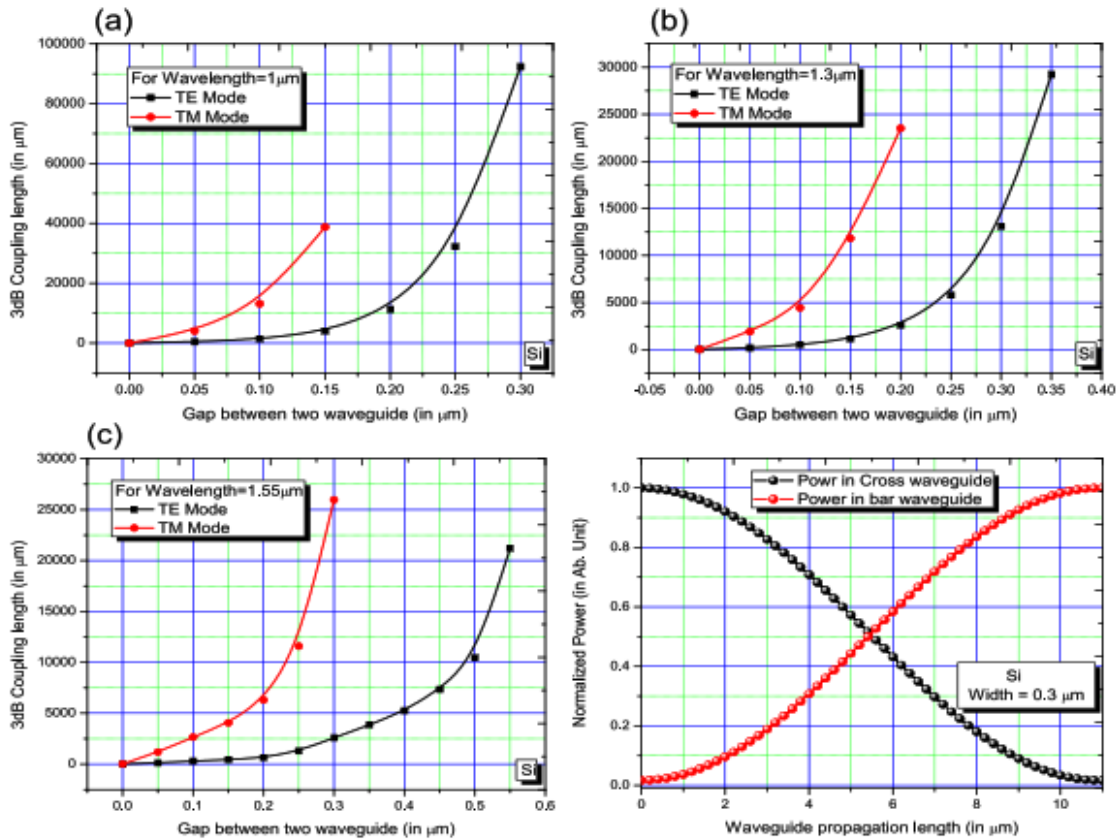 (a)
100000
80000
60000
40000
20000
0
3dB Coupling length (in μm)
For Wavelength=1μm
TE Mode
TM Mode
Si
0.00 0.05 0.10 0.15 0.20 0.25 0.30
Gap between two waveguide (in μm)
(b)
30000
25000
20000
15000
10000
5000
0
3dB Coupling length (in μm)
For Wavelength=1.3μm
TE Mode
TM Mode
Si
-0.05 0.00 0.05 0.10 0.15 0.20 0.25 0.30 0.35 0.40
Gap between two waveguide (in μm)
(c)
30000
25000
20000
15000
10000
5000
0
3dB Coupling length (in μm)
For Wavelength=1.55μm
TE Mode
TM Mode
Si
0.0 0.1 0.2 0.3 0.4 0.5 0.6
Gap between two waveguide (in μm)
1.0
0.8
0.6
0.4
0.2
0.0
Normalized Power (in Ab. Unit)
Powr in Cross waveguide
Power in bar waveguide
Si
Width = 0.3 μm
0 2 4 6 8 10
Waveguide propagation length (in μm)